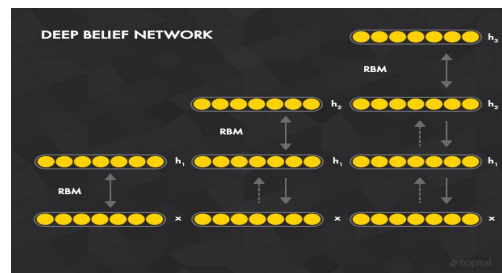 DEEP BELIEF NETWORK
h₃
RBM
h₂
h₂
RBM
h₁
h₁
h₁
RBM
x
x
x
toptal